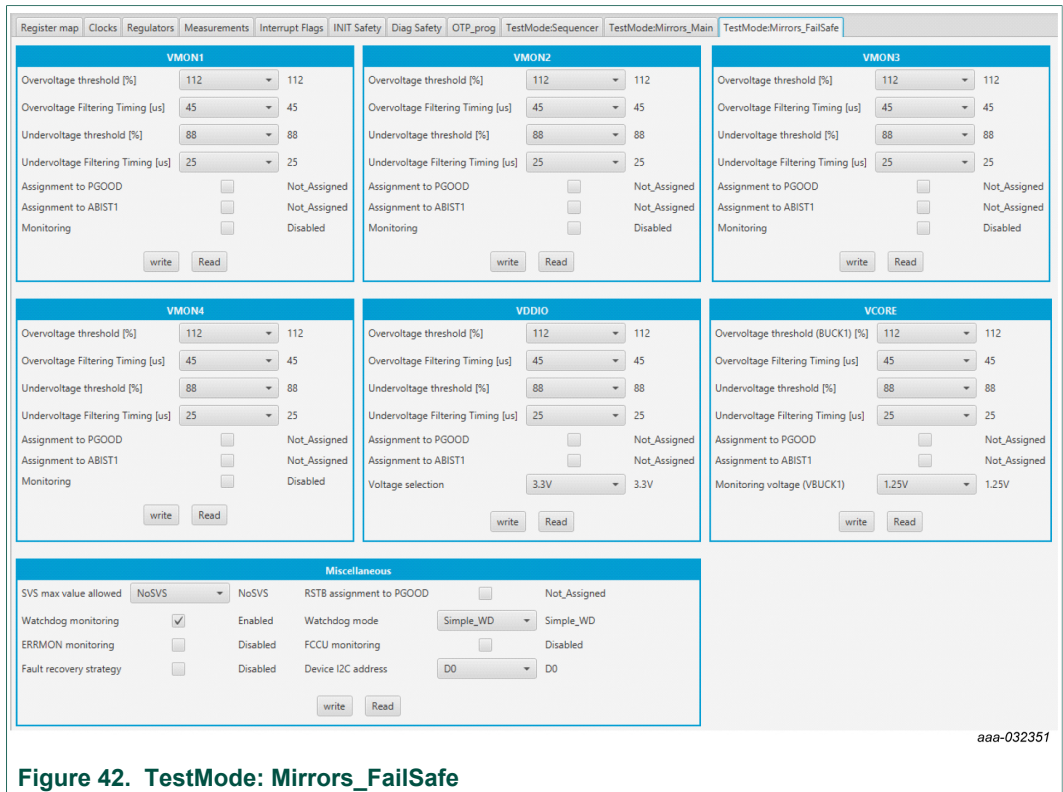 Register map Clocks Regulators Measurements Interrupt Flags INIT Safety Diag Safety OTP_prog TestMode:Sequencer TestMode:Mirrors_Main TestMode:Mirrors_FailSafe
VMON1
Overvoltage threshold [%] 112 112
Overvoltage Filtering Timing [us] 45 45
Undervoltage threshold [%] 88 88
Undervoltage Filtering Timing [us] 25 25
Assignment to PGOOD Not_Assigned
Assignment to ABIST1 Not_Assigned
Monitoring Disabled
write Read
VMON2
Overvoltage threshold [%] 112 112
Overvoltage Filtering Timing [us] 45 45
Undervoltage threshold [%] 88 88
Undervoltage Filtering Timing [us] 25 25
Assignment to PGOOD Not_Assigned
Assignment to ABIST1 Not_Assigned
Monitoring Disabled
write Read
VMON3
Overvoltage threshold [%] 112 112
Overvoltage Filtering Timing [us] 45 45
Undervoltage threshold [%] 88 88
Undervoltage Filtering Timing [us] 25 25
Assignment to PGOOD Not_Assigned
Assignment to ABIST1 Not_Assigned
Monitoring Disabled
write Read
VMON4
Overvoltage threshold [%] 112 112
Overvoltage Filtering Timing [us] 45 45
Undervoltage threshold [%] 88 88
Undervoltage Filtering Timing [us] 25 25
Assignment to PGOOD Not_Assigned
Assignment to ABIST1 Not_Assigned
Monitoring Disabled
write Read
VDDIO
Overvoltage threshold [%] 112 112
Overvoltage Filtering Timing [us] 45 45
Undervoltage threshold [%] 88 88
Undervoltage Filtering Timing [us] 25 25
Assignment to PGOOD Not_Assigned
Assignment to ABIST1 Not_Assigned
Voltage selection 3.3V 3.3V
write Read
VCORE
Overvoltage threshold (BUCK1) [%] 112 112
Overvoltage Filtering Timing [us] 45 45
Undervoltage threshold [%] 88 88
Undervoltage Filtering Timing [us] 25 25
Assignment to PGOOD Not_Assigned
Assignment to ABIST1 Not_Assigned
Monitoring voltage (VBUCK1) 1.25V 1.25V
write Read
Miscellaneous
SVS max value allowed NoSVS NoSVS RSTB assignment to PGOOD Not_Assigned
Watchdog monitoring Enabled Watchdog mode Simple_WD Simple_WD
ERRMON monitoring Disabled FCCU monitoring Disabled
Fault recovery strategy Disabled Device I2C address D0 D0
write Read
aaa-032351
Figure 42. TestMode: Mirrors_FailSafe